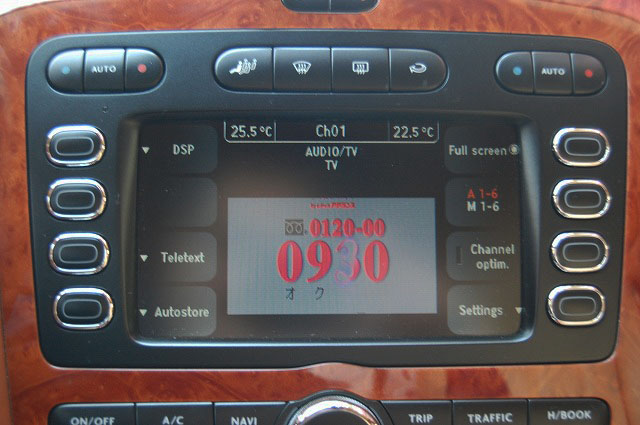 AUTO
AUTO
25.5 °C Ch01 22.5 °C
AUDIO/TV
TV
DSP
Full screen
A 1-6
M 1-6
Teletext
Channel
optim.
Autostore
Settings
0120-00
0930
オ ク
ON/OFF A/C NAVI TRIP TRAFFIC H/BOOK